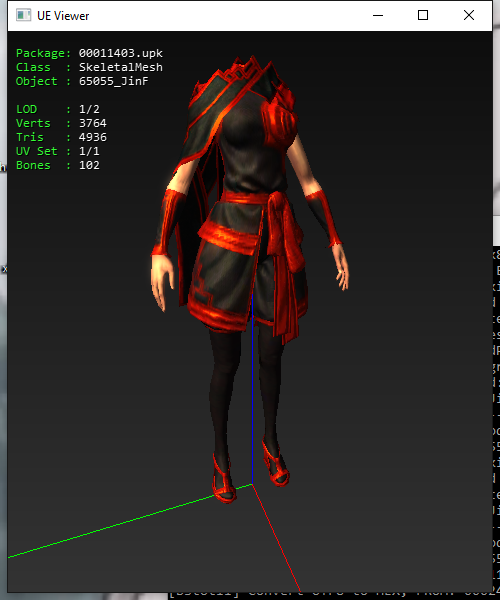 UE Viewer
Package: 00011403.upk
Class : SkeletalMesh
Object : 65055_JinF
LOD : 1/2
Verts : 3764
Tris : 4936
UV Set : 1/1
Bones : 102